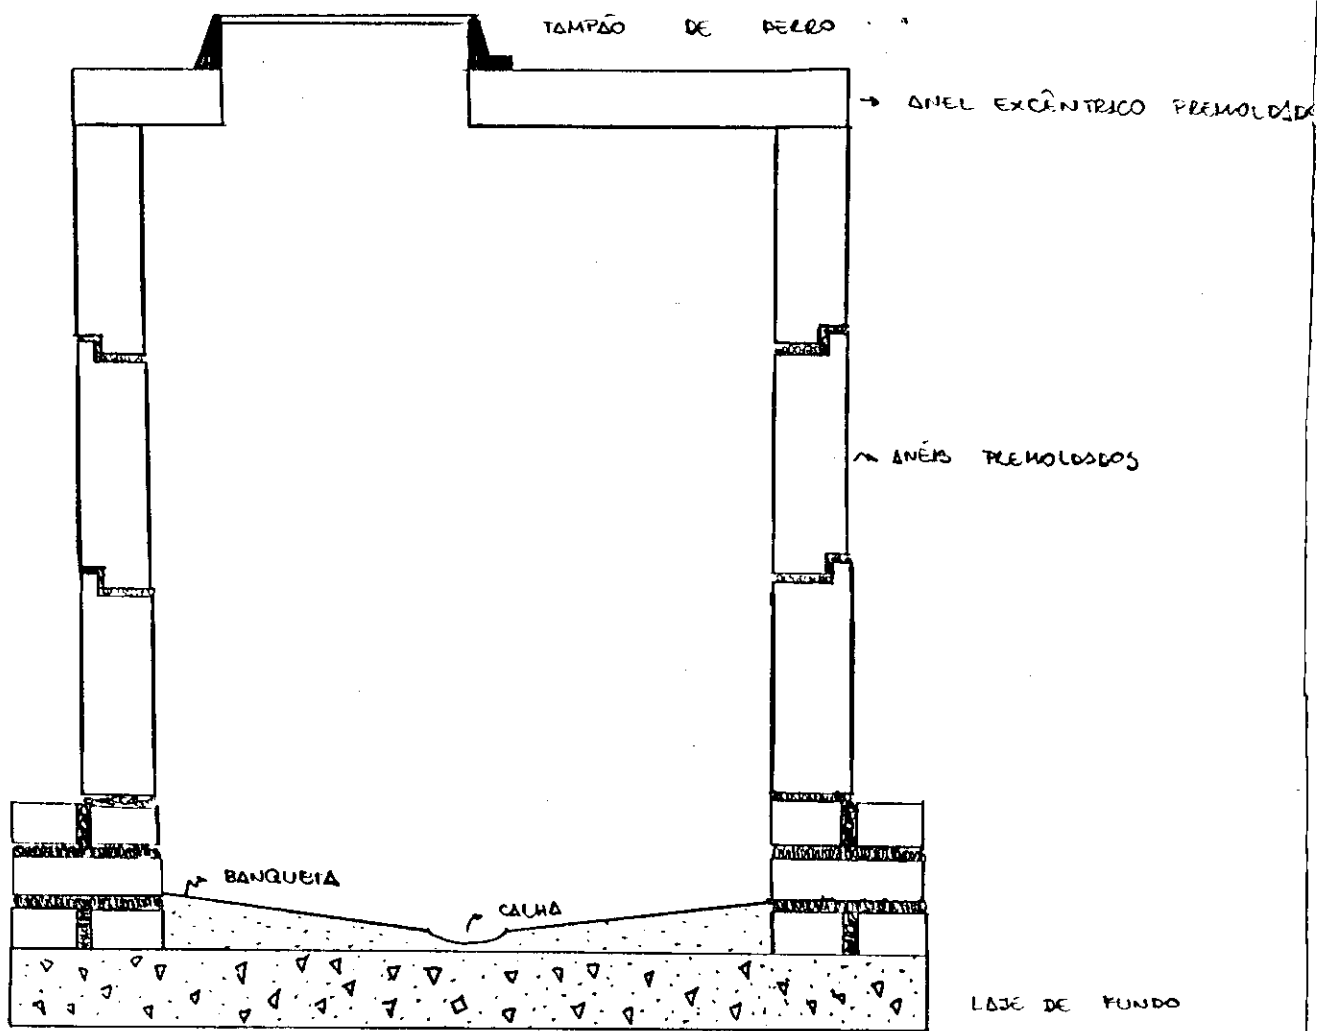 TAMPÃO DE FERRO
ANEL EXCÊNTRICO PREMOLDADO
ANÉIS PREMOLDADOS
BANQUETA
CALHA
LAJE DE FUNDO